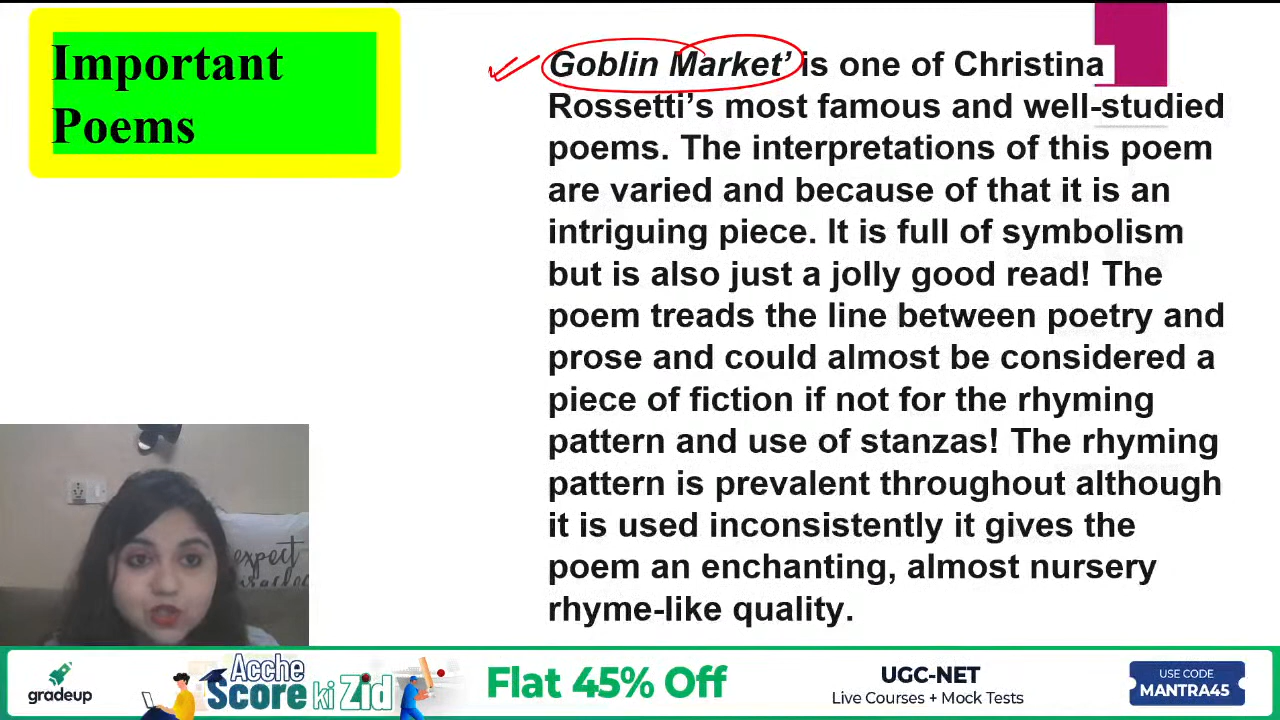 Important
Poems
Goblin Market’ is one of Christina
Rossetti’s most famous and well-studied
poems. The interpretations of this poem
are varied and because of that it is an
intriguing piece. It is full of symbolism
but is also just a jolly good read! The
poem treads the line between poetry and
prose and could almost be considered a
piece of fiction if not for the rhyming
pattern and use of stanzas! The rhyming
pattern is prevalent throughout although
it is used inconsistently it gives the
poem an enchanting, almost nursery
rhyme-like quality.
expect
gradeup
Acche
Score ki Zid
Flat 45% Off
UGC-NET
Live Courses + Mock Tests
USE CODE
MANTRA45